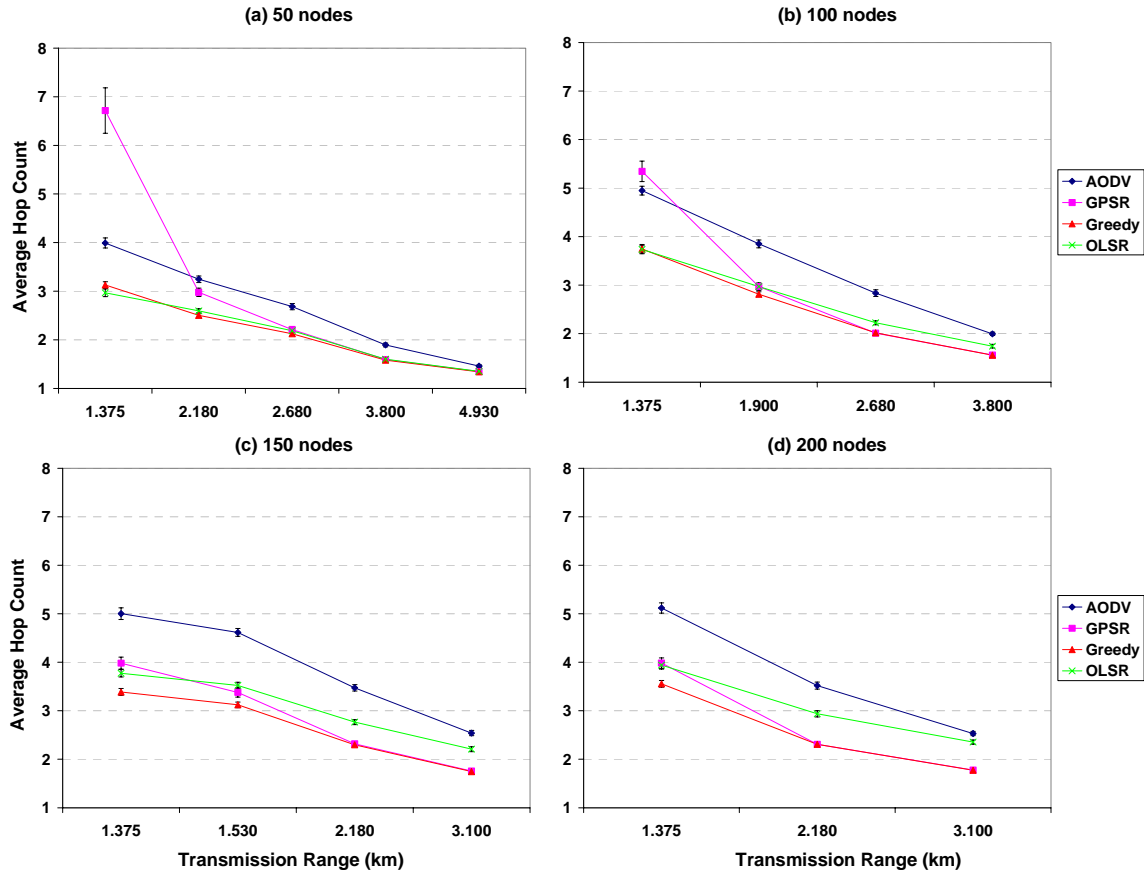 (a) 50 nodes
(b) 100 nodes
8
7
6
5
4
3
2
1
Average Hop Count
1.375 2.180 2.680 3.800 4.930
8
7
6
5
4
3
2
1
1.375 1.900 2.680 3.800
AODV
GPSR
Greedy
OLSR
(c) 150 nodes
(d) 200 nodes
8
7
6
5
4
3
2
1
Average Hop Count
1.375 1.530 2.180 3.100
Transmission Range (km)
8
7
6
5
4
3
2
1
1.375 2.180 3.100
Transmission Range (km)
AODV
GPSR
Greedy
OLSR